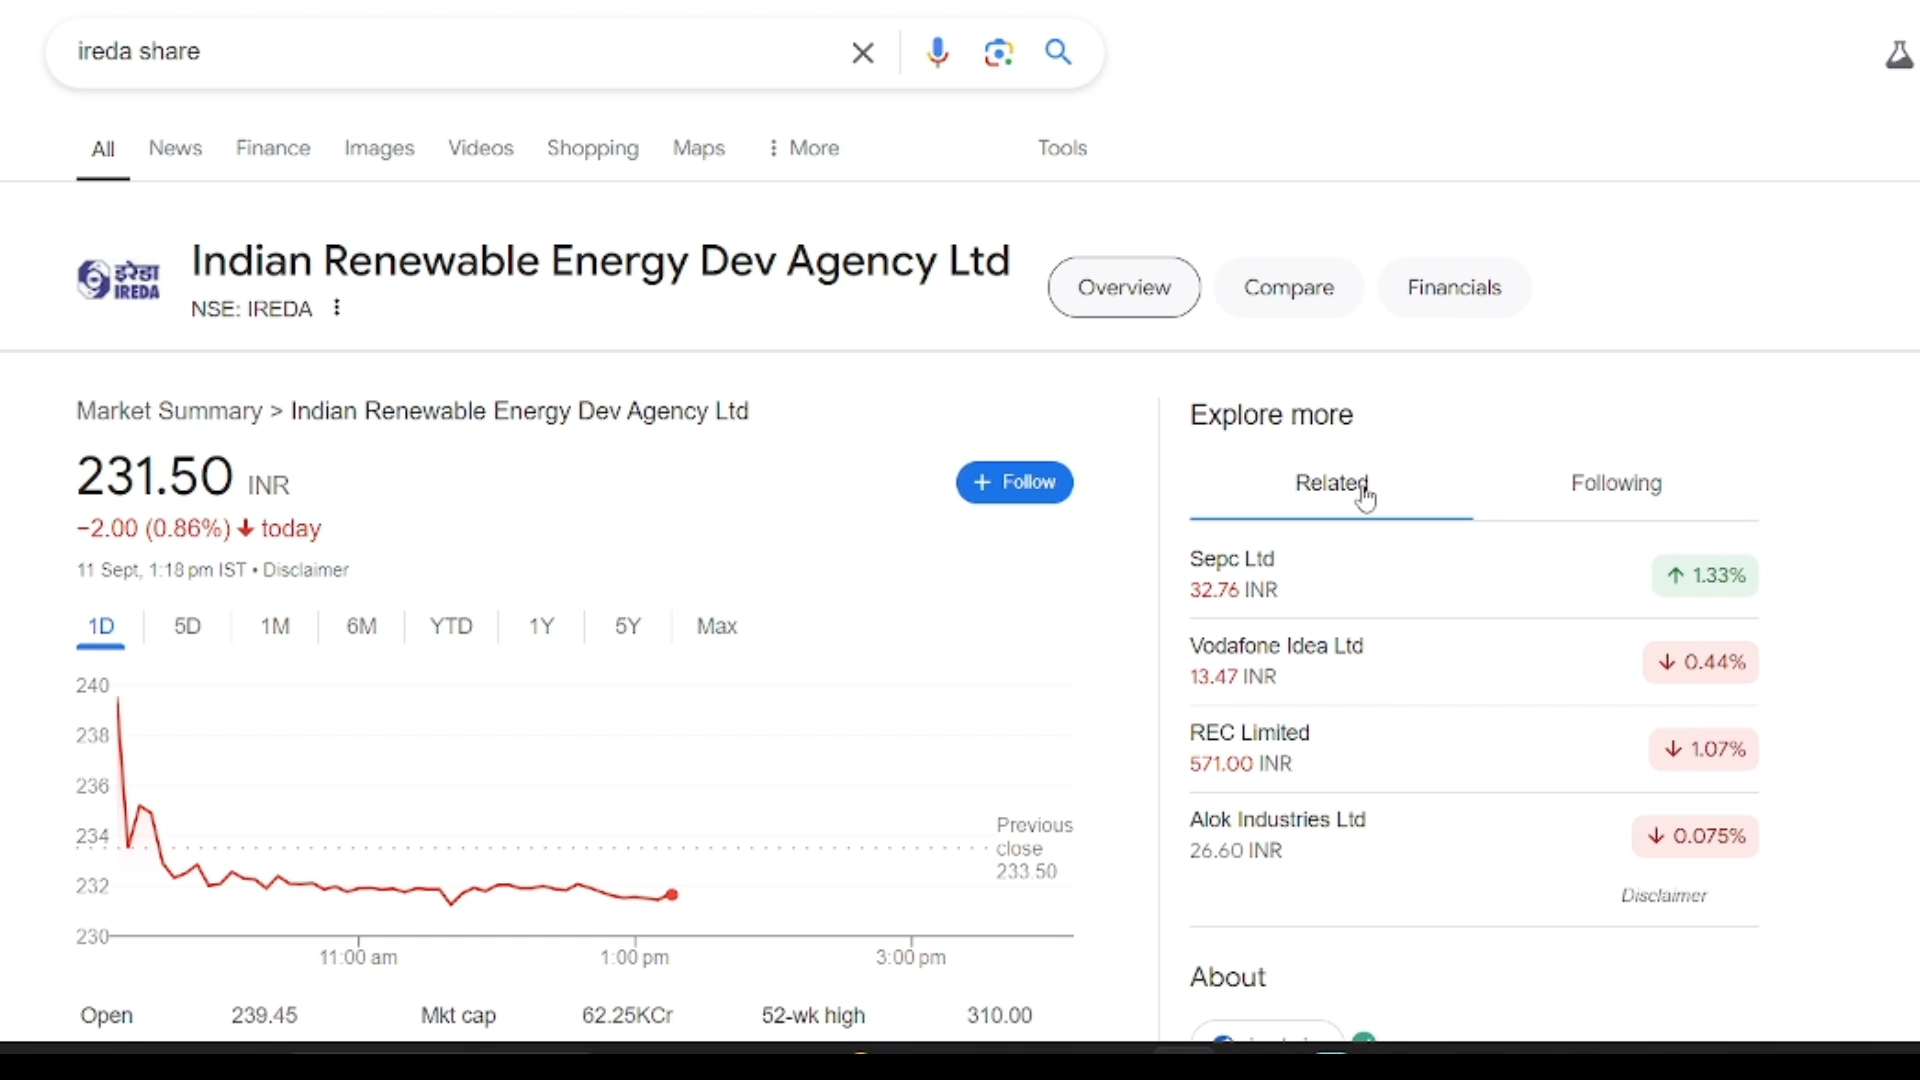 ireda share
All News Finance Images Videos Shopping Maps More Tools
इरेडा
IREDA
Indian Renewable Energy Dev Agency Ltd
NSE: IREDA
Overview Compare Financials
Market Summary > Indian Renewable Energy Dev Agency Ltd
231.50 INR
+ Follow
−2.00 (0.86%) ↓ today
11 Sept, 1:18 pm IST • Disclaimer
1D 5D 1M 6M YTD 1Y 5Y Max
240
238
236
234
232
230
Previous
close
233.50
11:00 am 1:00 pm 3:00 pm
Open 239.45 Mkt cap 62.25KCr 52-wk high 310.00
Explore more
Related Following
Sepc Ltd
32.76 INR
↑ 1.33%
Vodafone Idea Ltd
13.47 INR
↓ 0.44%
REC Limited
571.00 INR
↓ 1.07%
Alok Industries Ltd
26.60 INR
↓ 0.075%
Disclaimer
About